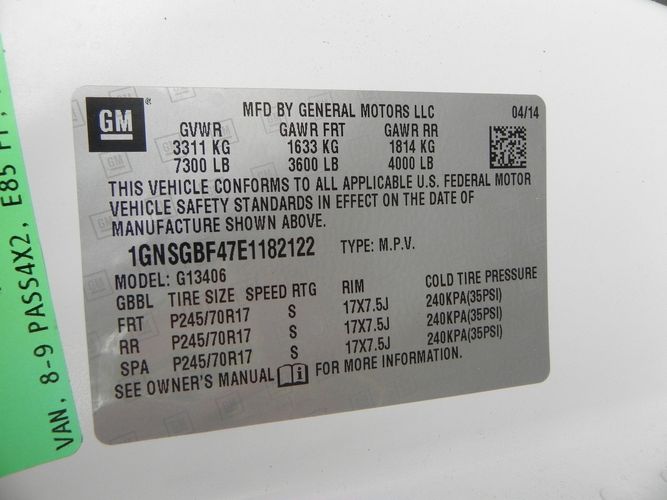 GM
MFD BY GENERAL MOTORS LLC 04/14
GVWR GAWR FRT GAWR RR
3311 KG 1633 KG 1814 KG
7300 LB 3600 LB 4000 LB
THIS VEHICLE CONFORMS TO ALL APPLICABLE U.S. FEDERAL MOTOR
VEHICLE SAFETY STANDARDS IN EFFECT ON THE DATE OF
MANUFACTURE SHOWN ABOVE.
1GNSGBF47E1182122 TYPE: M.P.V.
MODEL: G13406
GBBL TIRE SIZE SPEED RTG RIM COLD TIRE PRESSURE
FRT P245/70R17 S 17X7.5J 240KPA(35PSI)
RR P245/70R17 S 17X7.5J 240KPA(35PSI)
SPA P245/70R17 S 17X7.5J 240KPA(35PSI)
SEE OWNER'S MANUAL FOR MORE INFORMATION.
VAN, 8-9 PASS4X2, E85 FF,